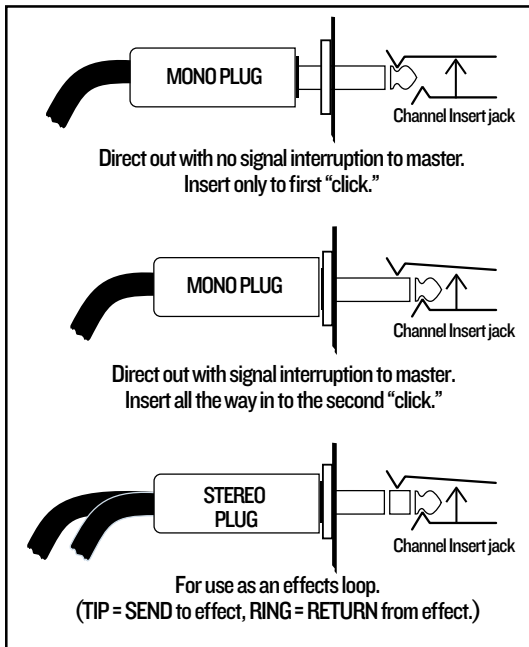 MONO PLUG
Channel Insert jack
Direct out with no signal interruption to master.
Insert only to first “click.”
MONO PLUG
Channel Insert jack
Direct out with signal interruption to master.
Insert all the way in to the second “click.”
STEREO
PLUG
Channel Insert jack
For use as an effects loop.
(TIP = SEND to effect, RING = RETURN from effect.)